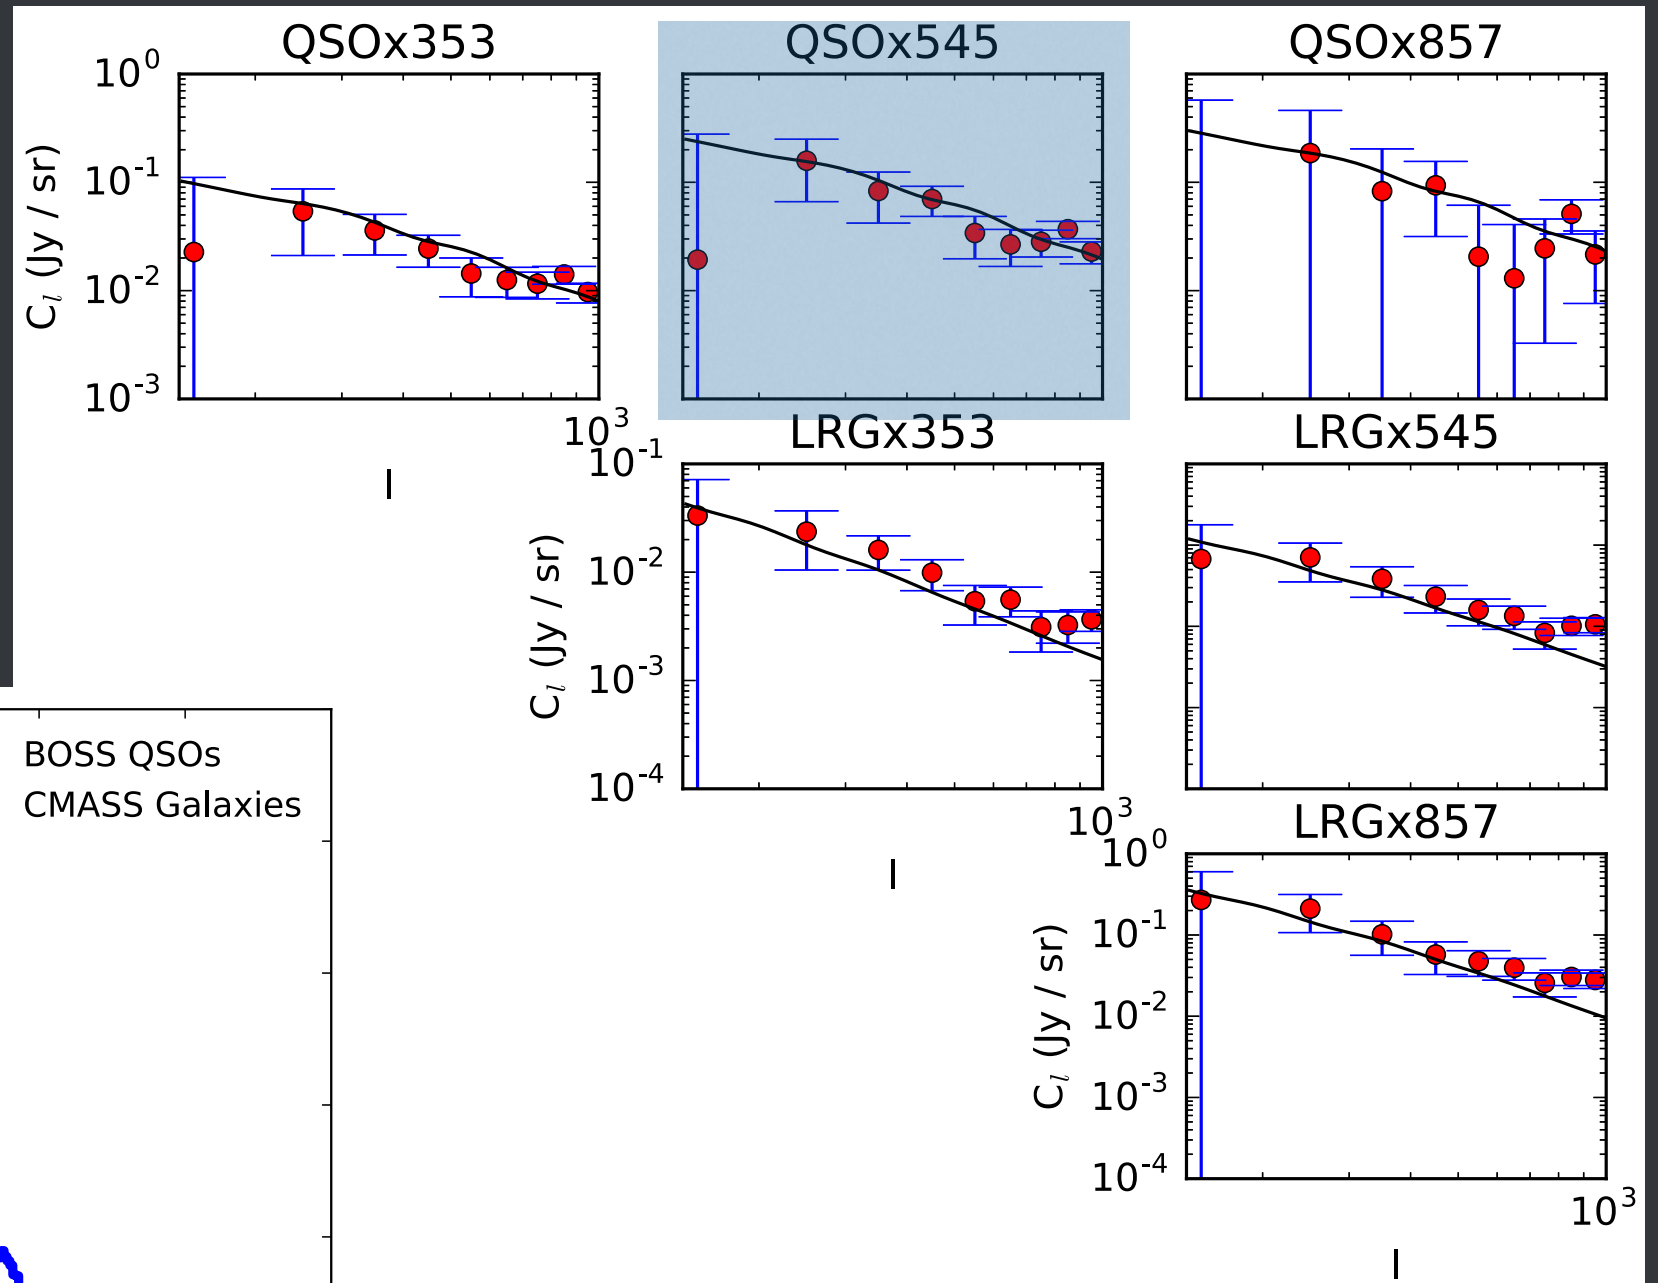 QSOx353
QSOx545
QSOx857
10^0
10^-1
10^-2
10^-3
C_l (Jy / sr)
10^3
l
LRGx353
LRGx545
10^-1
10^-2
10^-3
10^-4
C_l (Jy / sr)
10^3
l
BOSS QSOs
CMASS Galaxies
LRGx857
10^0
10^-1
10^-2
10^-3
10^-4
C_l (Jy / sr)
10^3
l